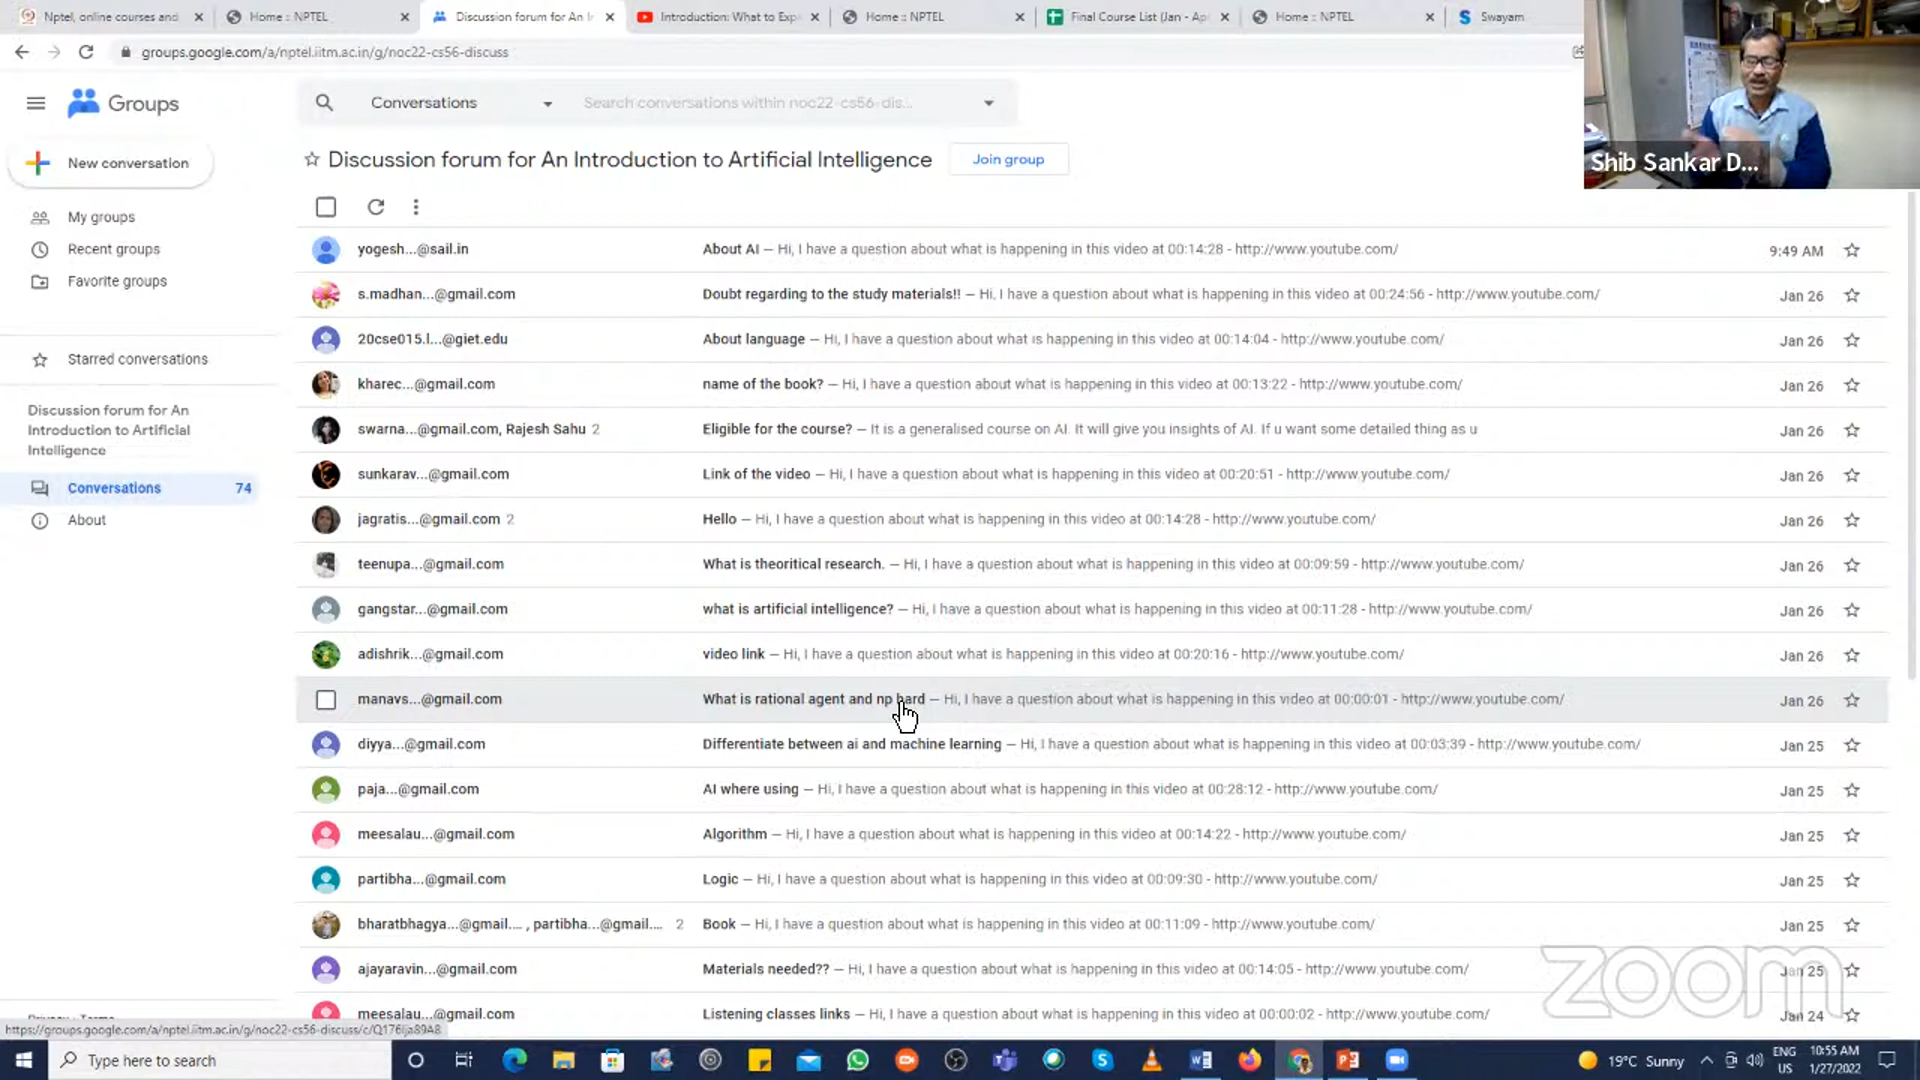 Nptel, online courses and
Home :: NPTEL
Discussion forum for An I
Introduction: What to Exp
Home :: NPTEL
Final Course List (Jan - Ap
Home :: NPTEL
Swayam
groups.google.com/a/nptel.iitm.ac.in/g/noc22-cs56-discuss
Groups
Conversations
Search conversations within noc22-cs56-dis...
Shib Sankar D...
New conversation
Discussion forum for An Introduction to Artificial Intelligence
Join group
My groups
Recent groups
Favorite groups
Starred conversations
Discussion forum for An
Introduction to Artificial
Intelligence
Conversations 74
About
yogesh...@sail.in About AI – Hi, I have a question about what is happening in this video at 00:14:28 - http://www.youtube.com/ 9:49 AM
s.madhan...@gmail.com Doubt regarding to the study materials!! – Hi, I have a question about what is happening in this video at 00:24:56 - http://www.youtube.com/ Jan 26
20cse015.l...@giet.edu About language – Hi, I have a question about what is happening in this video at 00:14:04 - http://www.youtube.com/ Jan 26
kharec...@gmail.com name of the book? – Hi, I have a question about what is happening in this video at 00:13:22 - http://www.youtube.com/ Jan 26
swarna...@gmail.com, Rajesh Sahu 2 Eligible for the course? – It is a generalised course on AI. It will give you insights of AI. If u want some detailed thing as u Jan 26
sunkarav...@gmail.com Link of the video – Hi, I have a question about what is happening in this video at 00:20:51 - http://www.youtube.com/ Jan 26
jagratis...@gmail.com 2 Hello – Hi, I have a question about what is happening in this video at 00:14:28 - http://www.youtube.com/ Jan 26
teenupa...@gmail.com What is theoritical research. – Hi, I have a question about what is happening in this video at 00:09:59 - http://www.youtube.com/ Jan 26
gangstar...@gmail.com what is artificial intelligence? – Hi, I have a question about what is happening in this video at 00:11:28 - http://www.youtube.com/ Jan 26
adishrik...@gmail.com video link – Hi, I have a question about what is happening in this video at 00:20:16 - http://www.youtube.com/ Jan 26
manavs...@gmail.com What is rational agent and np hard – Hi, I have a question about what is happening in this video at 00:00:01 - http://www.youtube.com/ Jan 26
diyya...@gmail.com Differentiate between ai and machine learning – Hi, I have a question about what is happening in this video at 00:03:39 - http://www.youtube.com/ Jan 25
paja...@gmail.com AI where using – Hi, I have a question about what is happening in this video at 00:28:12 - http://www.youtube.com/ Jan 25
meesalau...@gmail.com Algorithm – Hi, I have a question about what is happening in this video at 00:14:22 - http://www.youtube.com/ Jan 25
partibha...@gmail.com Logic – Hi, I have a question about what is happening in this video at 00:09:30 - http://www.youtube.com/ Jan 25
bharatbhagya...@gmail.... , partibha...@gmail.... 2 Book – Hi, I have a question about what is happening in this video at 00:11:09 - http://www.youtube.com/ Jan 25
ajayaravin...@gmail.com Materials needed?? – Hi, I have a question about what is happening in this video at 00:14:05 - http://www.youtube.com/ Jan 25
meesalau...@gmail.com Listening classes links – Hi, I have a question about what is happening in this video at 00:00:02 - http://www.youtube.com/ Jan 24
zoom
https://groups.google.com/a/nptel.iitm.ac.in/g/noc22-cs56-discuss/c/Q176Ija89A8
Type here to search
19°C Sunny
ENG
US
10:55 AM
1/27/2022